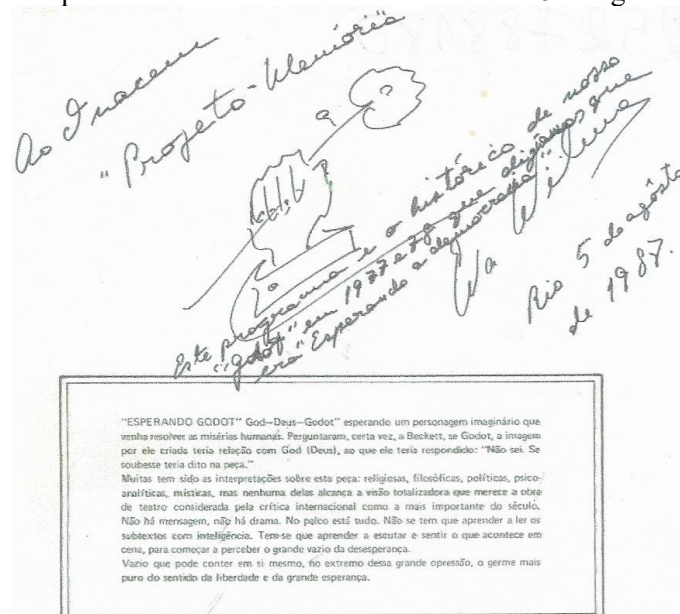 Ao Inacen
"Projeto-Memória"
Este programa é o histórico de nosso
"godot" em 1977 e 78 que dizíamos que
era "Esperando a democracia"
Eva Wilma
Rio 5 de agôsto
de 1987.
"ESPERANDO GODOT" God—Deus—Godot" esperando um personagem imaginário que
venha resolver as misérias humanas. Perguntaram, certa vez, a Beckett, se Godot, a imagem
por ele criada teria relação com God (Deus), ao que ele teria respondido: "Não sei. Se
soubesse teria dito na peça."
Muitas tem sido as interpretações sobre esta peça: religiosas, filosóficas, políticas, psico-
analíticas, místicas, mas nenhuma delas alcança a visão totalizadora que merece a obra
de teatro considerada pela crítica internacional como a mais importante do século.
Não há mensagem, não há drama. No palco está tudo. Não se tem que aprender a ler os
subtextos com inteligência. Tem-se que aprender a escutar e sentir o que acontece em
cena, para começar a perceber o grande vazio da desesperança.
Vazio que pode conter em si mesmo, no extremo dessa grande opressão, o germe mais
puro do sentido da liberdade e da grande esperança.